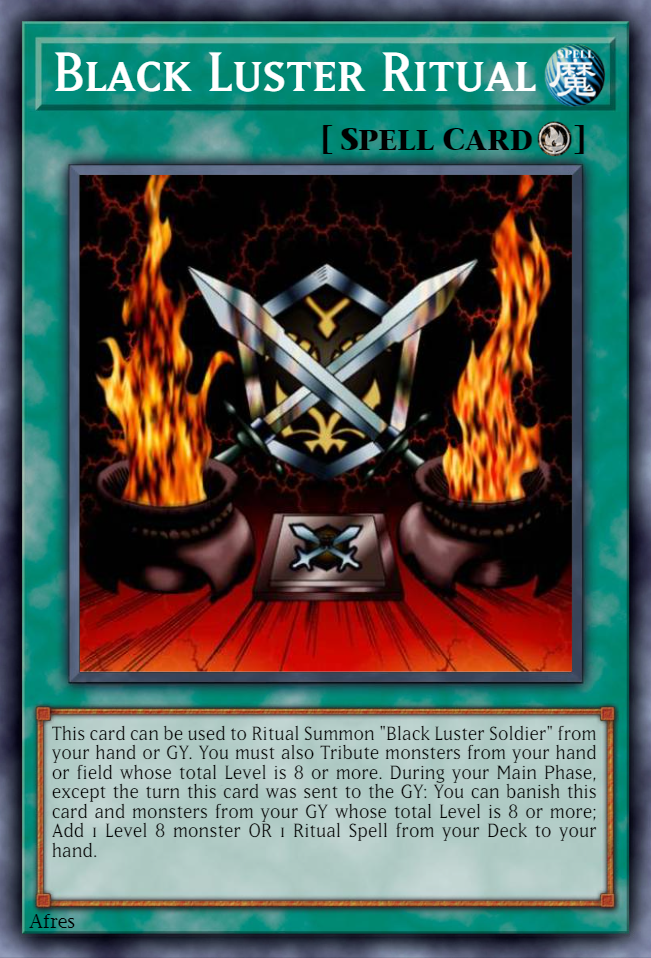 Black Luster Ritual
SPELL
魔
[ Spell Card ]
This card can be used to Ritual Summon "Black Luster Soldier" from
your hand or GY. You must also Tribute monsters from your hand
or field whose total Level is 8 or more. During your Main Phase,
except the turn this card was sent to the GY: You can banish this
card and monsters from your GY whose total Level is 8 or more;
Add 1 Level 8 monster OR 1 Ritual Spell from your Deck to your
hand.
Afres